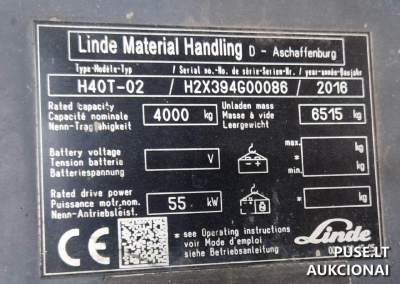 Linde Material Handling D - Aschaffenburg
Type-Modèle-Typ / Serial no.-No. de série-Serien-Nr. / year-année-Baujahr
H40T-02 / H2X394G00086 / 2016
Rated capacity
Capacité nominale
Nenn-Tragfähigkeit
4000 kg
Unladen mass
Masse à vide
Leergewicht
6515 kg
Battery voltage
Tension batterie
Batteriespannung
V
max. kg
*
min. kg
Rated drive power
Puissance motr.nom.
Nenn-Antriebsleist.
55 kW
* kg
CE
* see Operating instructions
voir Mode d'emploi
siehe Betriebsanleitung
Linde
PUSE.LT
AUKCIONAI